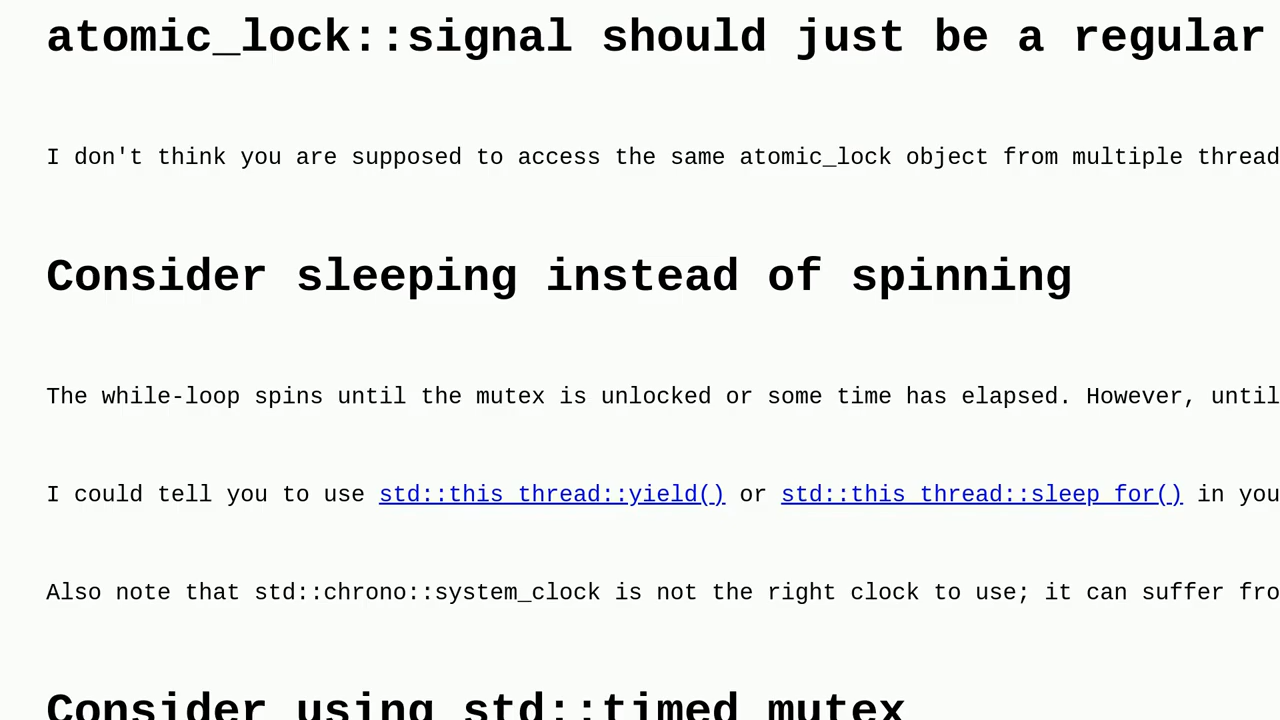 atomic_lock::signal should just be a regular
I don't think you are supposed to access the same atomic_lock object from multiple thread
Consider sleeping instead of spinning
The while-loop spins until the mutex is unlocked or some time has elapsed. However, until
I could tell you to use std::this_thread::yield() or std::this_thread::sleep_for() in you
Also note that std::chrono::system_clock is not the right clock to use; it can suffer fro
Consider using std::timed_mutex